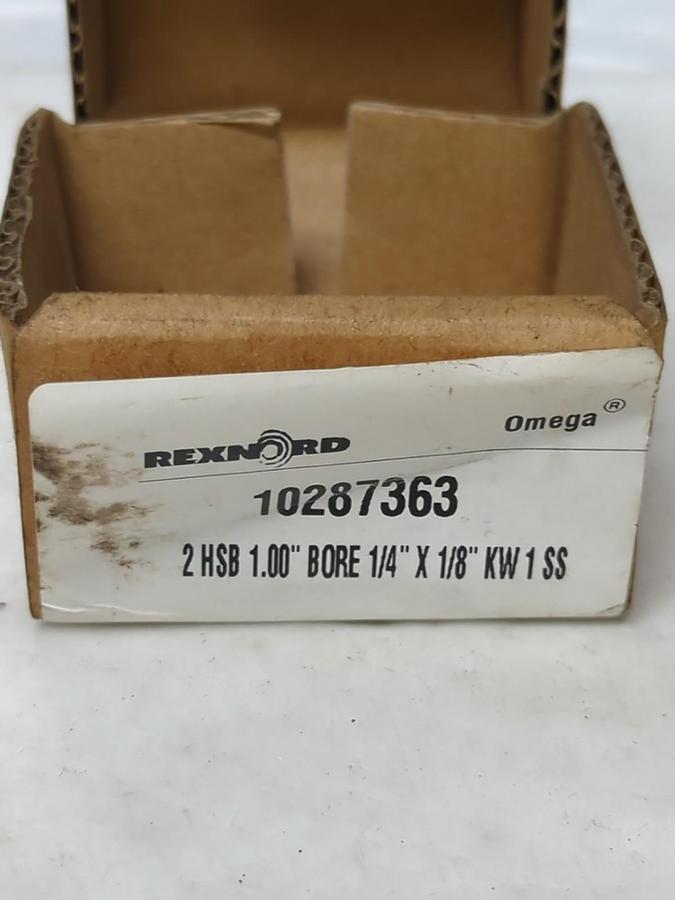 REXNORD
Omega®
10287363
2 HSB 1.00" BORE 1/4" X 1/8" KW 1 SS